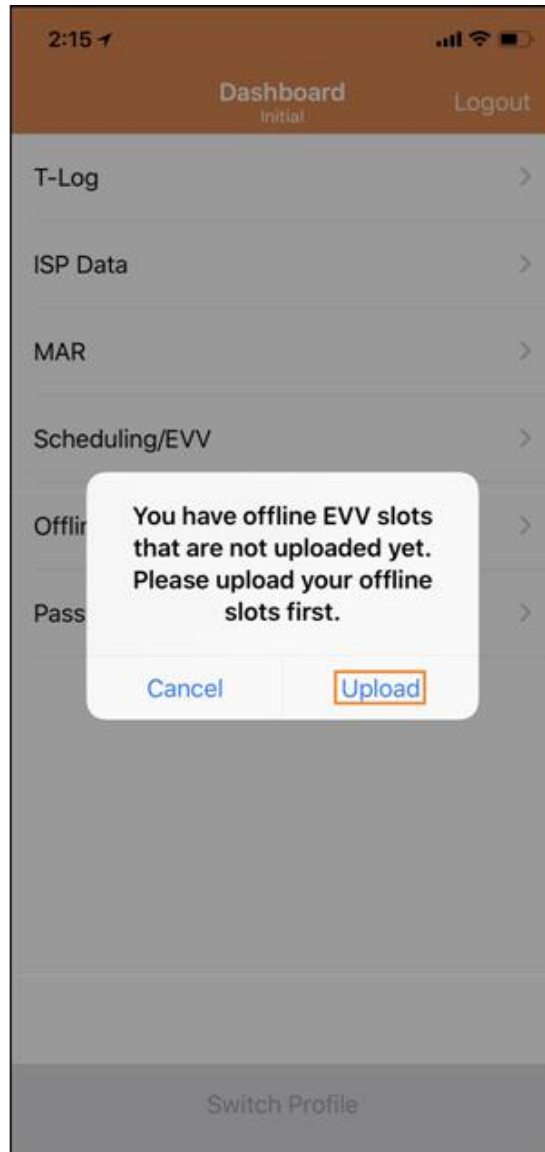 2:15
Dashboard
Initial
Logout
T-Log
ISP Data
MAR
Scheduling/EVV
Offlin
Pass
You have offline EVV slots
that are not uploaded yet.
Please upload your offline
slots first.
Cancel
Upload
Switch Profile